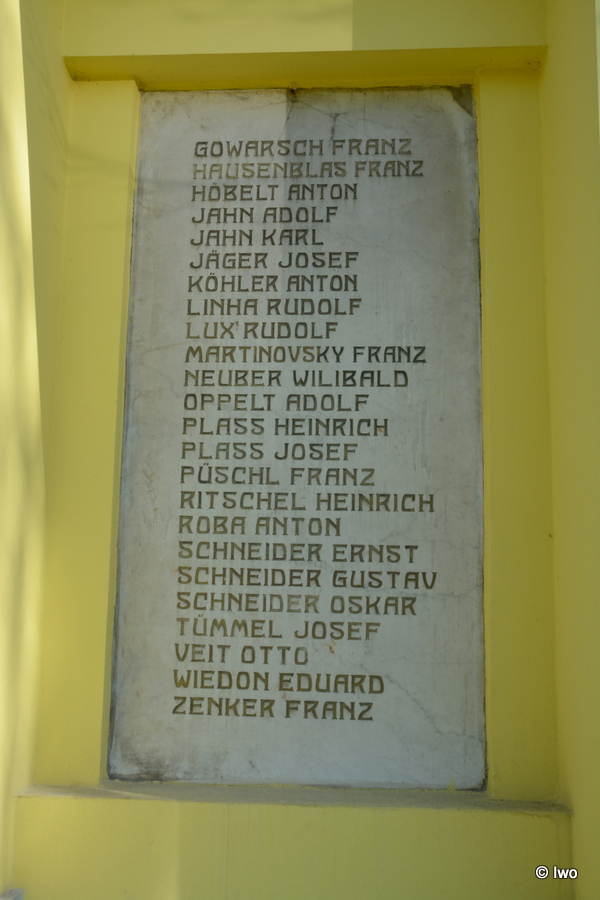 GOWARSCH FRANZ
HAUSENBLAS FRANZ
HÖBELT ANTON
JAHN ADOLF
JAHN KARL
JÄGER JOSEF
KÖHLER ANTON
LINHA RUDOLF
LUX RUDOLF
MARTINOVSKY FRANZ
NEUBER WILIBALD
OPPELT ADOLF
PLASS HEINRICH
PLASS JOSEF
PÜSCHL FRANZ
RITSCHEL HEINRICH
ROBA ANTON
SCHNEIDER ERNST
SCHNEIDER GUSTAV
SCHNEIDER OSKAR
TÜMMEL JOSEF
VEIT OTTO
WIEDON EDUARD
ZENKER FRANZ
© lwo